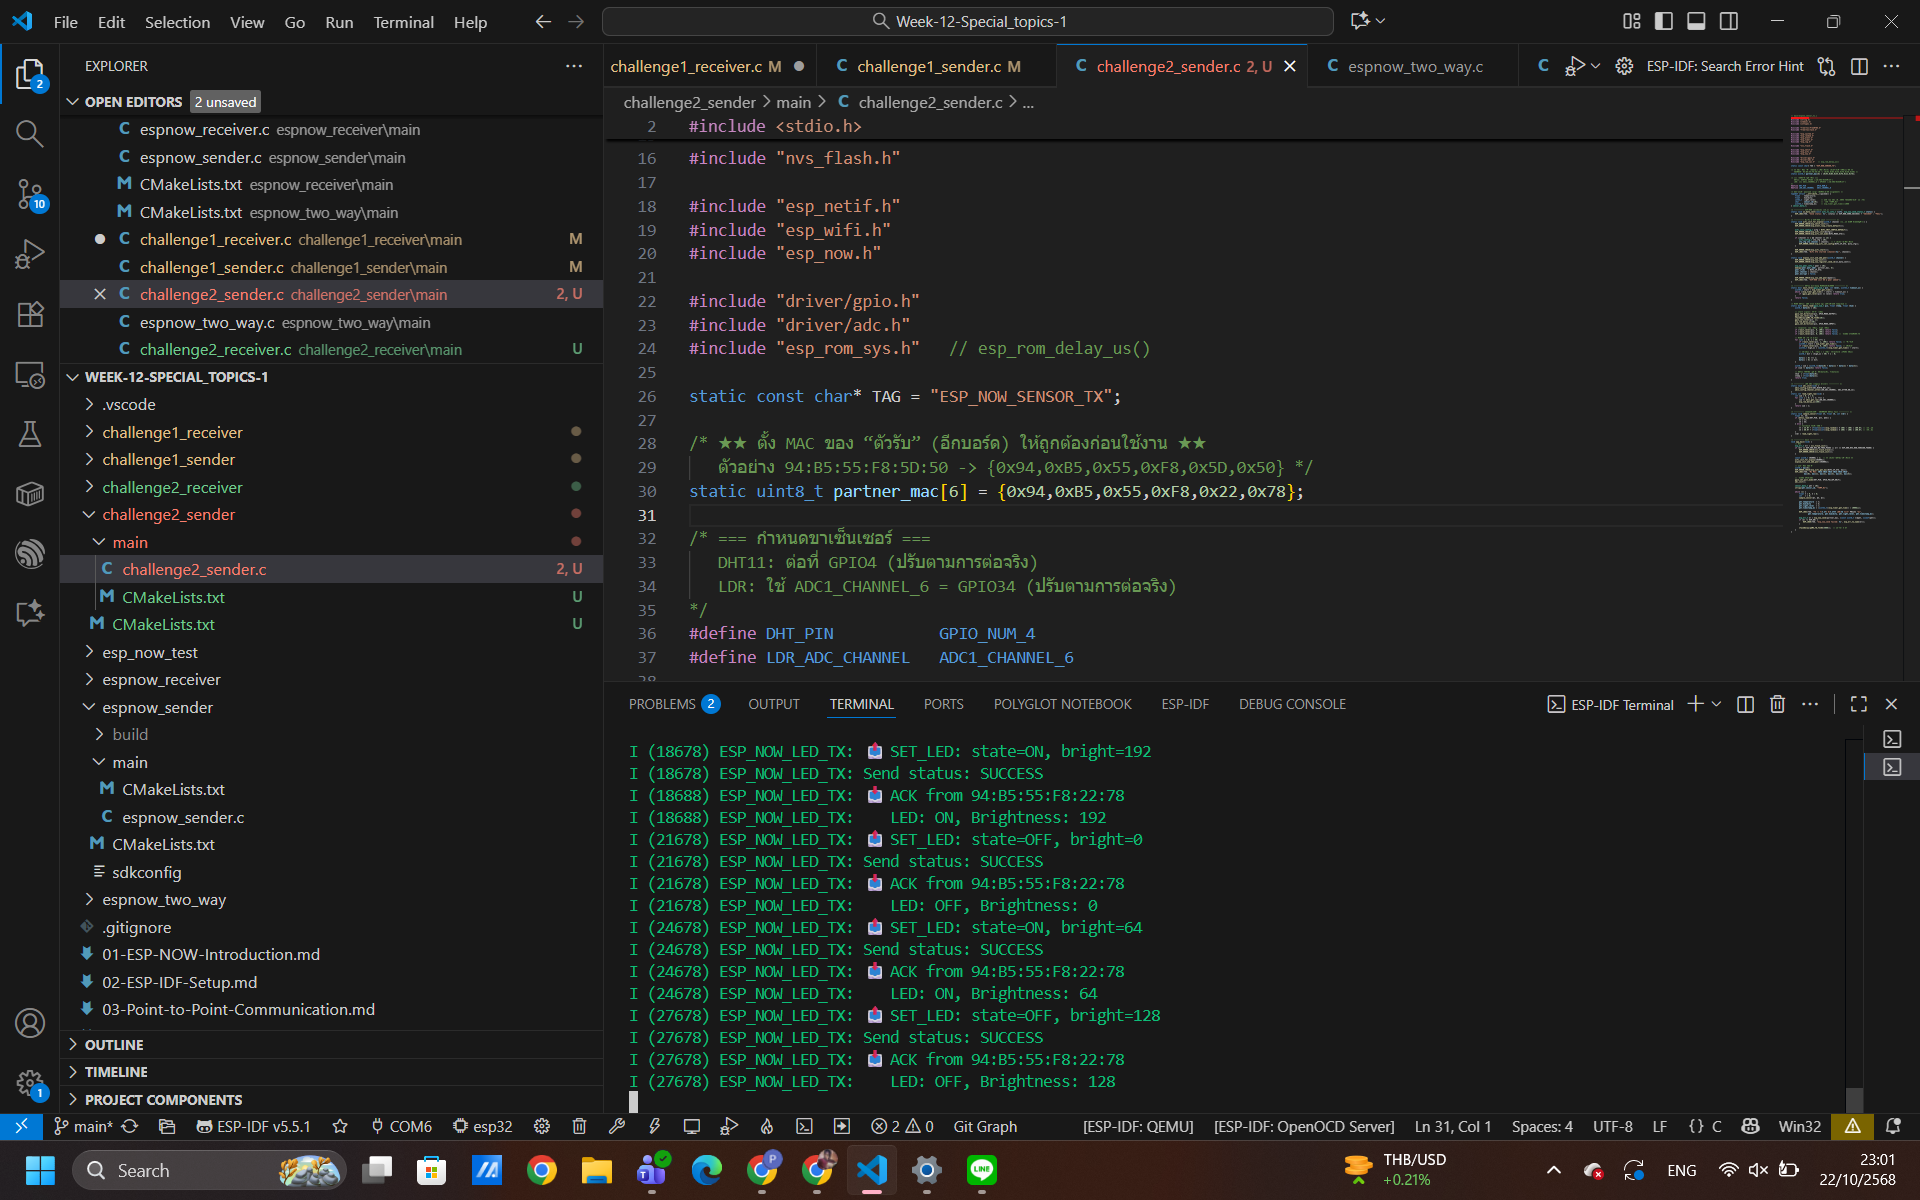 File Edit Selection View Go Run Terminal Help
Week-12-Special_topics-1
EXPLORER
OPEN EDITORS 2 unsaved
espnow_receiver.c espnow_receiver\main
espnow_sender.c espnow_sender\main
CMakeLists.txt espnow_receiver\main
CMakeLists.txt espnow_two_way\main
challenge1_receiver.c challenge1_receiver\main M
challenge1_sender.c challenge1_sender\main M
challenge2_sender.c challenge2_sender\main 2, U
espnow_two_way.c espnow_two_way\main
challenge2_receiver.c challenge2_receiver\main U
WEEK-12-SPECIAL_TOPICS-1
.vscode
challenge1_receiver
challenge1_sender
challenge2_receiver
challenge2_sender
main
challenge2_sender.c 2, U
CMakeLists.txt U
CMakeLists.txt U
esp_now_test
espnow_receiver
espnow_sender
build
main
CMakeLists.txt
espnow_sender.c
CMakeLists.txt
sdkconfig
espnow_two_way
.gitignore
01-ESP-NOW-Introduction.md
02-ESP-IDF-Setup.md
03-Point-to-Point-Communication.md
OUTLINE
TIMELINE
PROJECT COMPONENTS
challenge1_receiver.c M
challenge1_sender.c M
challenge2_sender.c 2, U
espnow_two_way.c
ESP-IDF: Search Error Hint
challenge2_sender > main > C challenge2_sender.c > ...
2 #include <stdio.h>
16 #include "nvs_flash.h"
17
18 #include "esp_netif.h"
19 #include "esp_wifi.h"
20 #include "esp_now.h"
21
22 #include "driver/gpio.h"
23 #include "driver/adc.h"
24 #include "esp_rom_sys.h" // esp_rom_delay_us()
25
26 static const char* TAG = "ESP_NOW_SENSOR_TX";
27
28 /* ★★ ตั้ง MAC ของ “ตัวรับ” (อีกบอร์ด) ให้ถูกต้องก่อนใช้งาน ★★
29 ตัวอย่าง 94:B5:55:F8:5D:50 -> {0x94,0xB5,0x55,0xF8,0x5D,0x50} */
30 static uint8_t partner_mac[6] = {0x94,0xB5,0x55,0xF8,0x22,0x78};
31
32 /* === กำหนดขาเซ็นเซอร์ ===
33 DHT11: ต่อที่ GPIO4 (ปรับตามการต่อจริง)
34 LDR: ใช้ ADC1_CHANNEL_6 = GPIO34 (ปรับตามการต่อจริง)
35 */
36 #define DHT_PIN GPIO_NUM_4
37 #define LDR_ADC_CHANNEL ADC1_CHANNEL_6
38
PROBLEMS 2 OUTPUT TERMINAL PORTS POLYGLOT NOTEBOOK ESP-IDF DEBUG CONSOLE ESP-IDF Terminal
I (18678) ESP_NOW_LED_TX: 📤 SET_LED: state=ON, bright=192
I (18678) ESP_NOW_LED_TX: Send status: SUCCESS
I (18688) ESP_NOW_LED_TX: 📥 ACK from 94:B5:55:F8:22:78
I (18688) ESP_NOW_LED_TX: LED: ON, Brightness: 192
I (21678) ESP_NOW_LED_TX: 📤 SET_LED: state=OFF, bright=0
I (21678) ESP_NOW_LED_TX: Send status: SUCCESS
I (21678) ESP_NOW_LED_TX: 📥 ACK from 94:B5:55:F8:22:78
I (21678) ESP_NOW_LED_TX: LED: OFF, Brightness: 0
I (24678) ESP_NOW_LED_TX: 📤 SET_LED: state=ON, bright=64
I (24678) ESP_NOW_LED_TX: Send status: SUCCESS
I (24678) ESP_NOW_LED_TX: 📥 ACK from 94:B5:55:F8:22:78
I (24678) ESP_NOW_LED_TX: LED: ON, Brightness: 64
I (27678) ESP_NOW_LED_TX: 📤 SET_LED: state=OFF, bright=128
I (27678) ESP_NOW_LED_TX: Send status: SUCCESS
I (27678) ESP_NOW_LED_TX: 📥 ACK from 94:B5:55:F8:22:78
I (27678) ESP_NOW_LED_TX: LED: OFF, Brightness: 128
main* ESP-IDF v5.5.1 COM6 esp32 2 0 Git Graph [ESP-IDF: QEMU] [ESP-IDF: OpenOCD Server] Ln 31, Col 1 Spaces: 4 UTF-8 LF {} C Win32
Search
THB/USD
+0.21%
ENG
23:01
22/10/2568